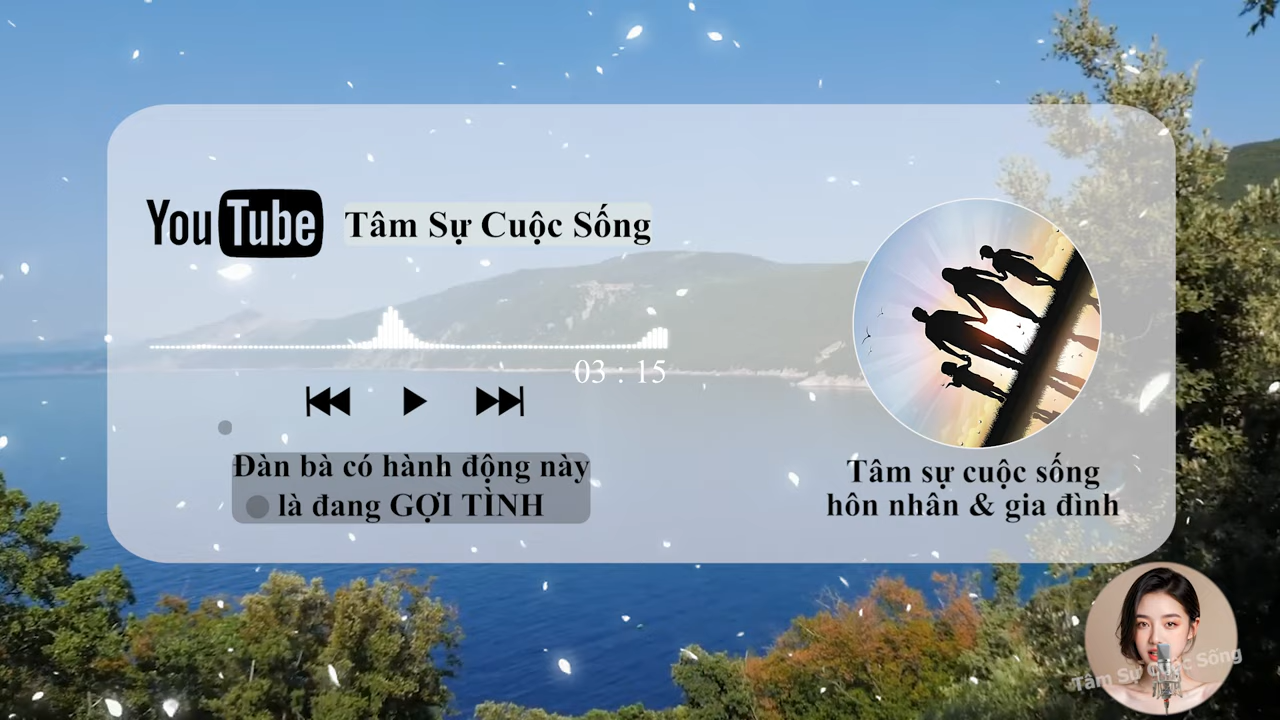 YouTube
Tâm Sự Cuộc Sống
03 : 15
Đàn bà có hành động này
là đang GỢI TÌNH
Tâm sự cuộc sống
hôn nhân & gia đình
Tâm Sự Cuộc Sống